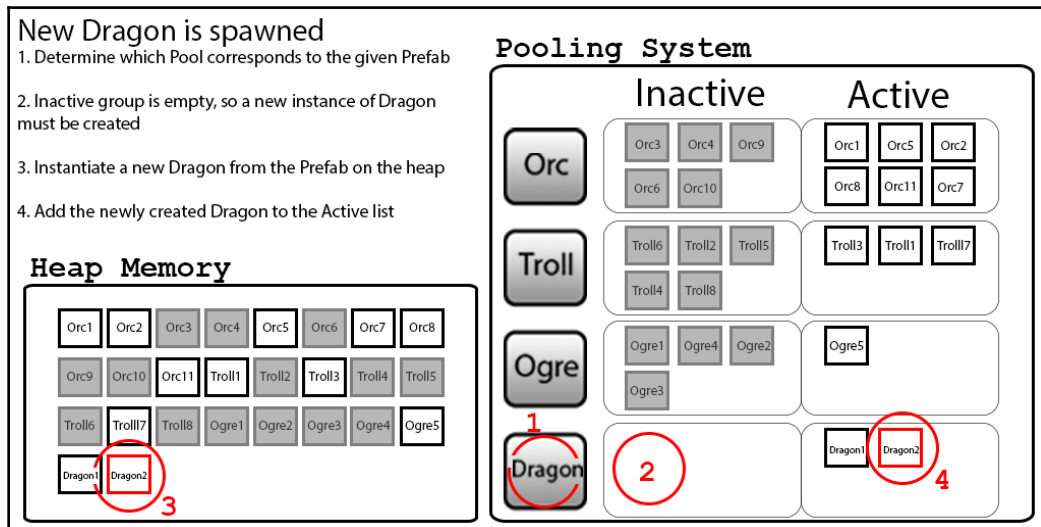 New Dragon is spawned
1. Determine which Pool corresponds to the given Prefab
2. Inactive group is empty, so a new instance of Dragon
must be created
3. Instantiate a new Dragon from the Prefab on the heap
4. Add the newly created Dragon to the Active list
Heap Memory
Orc1 Orc2 Orc3 Orc4 Orc5 Orc6 Orc7 Orc8
Orc9 Orc10 Orc11 Troll1 Troll2 Troll3 Troll4 Troll5
Troll6 Trolll7 Troll8 Ogre1 Ogre2 Ogre3 Ogre4 Ogre5
Dragon1 Dragon2
3
Pooling System
Inactive Active
Orc
Orc3 Orc4 Orc9
Orc6 Orc10
Orc1 Orc5 Orc2
Orc8 Orc11 Orc7
Troll
Troll6 Troll2 Troll5
Troll4 Troll8
Troll3 Troll1 Trolll7
Ogre
Ogre1 Ogre4 Ogre2
Ogre3
Ogre5
1
Dragon
2
Dragon1 Dragon2
4